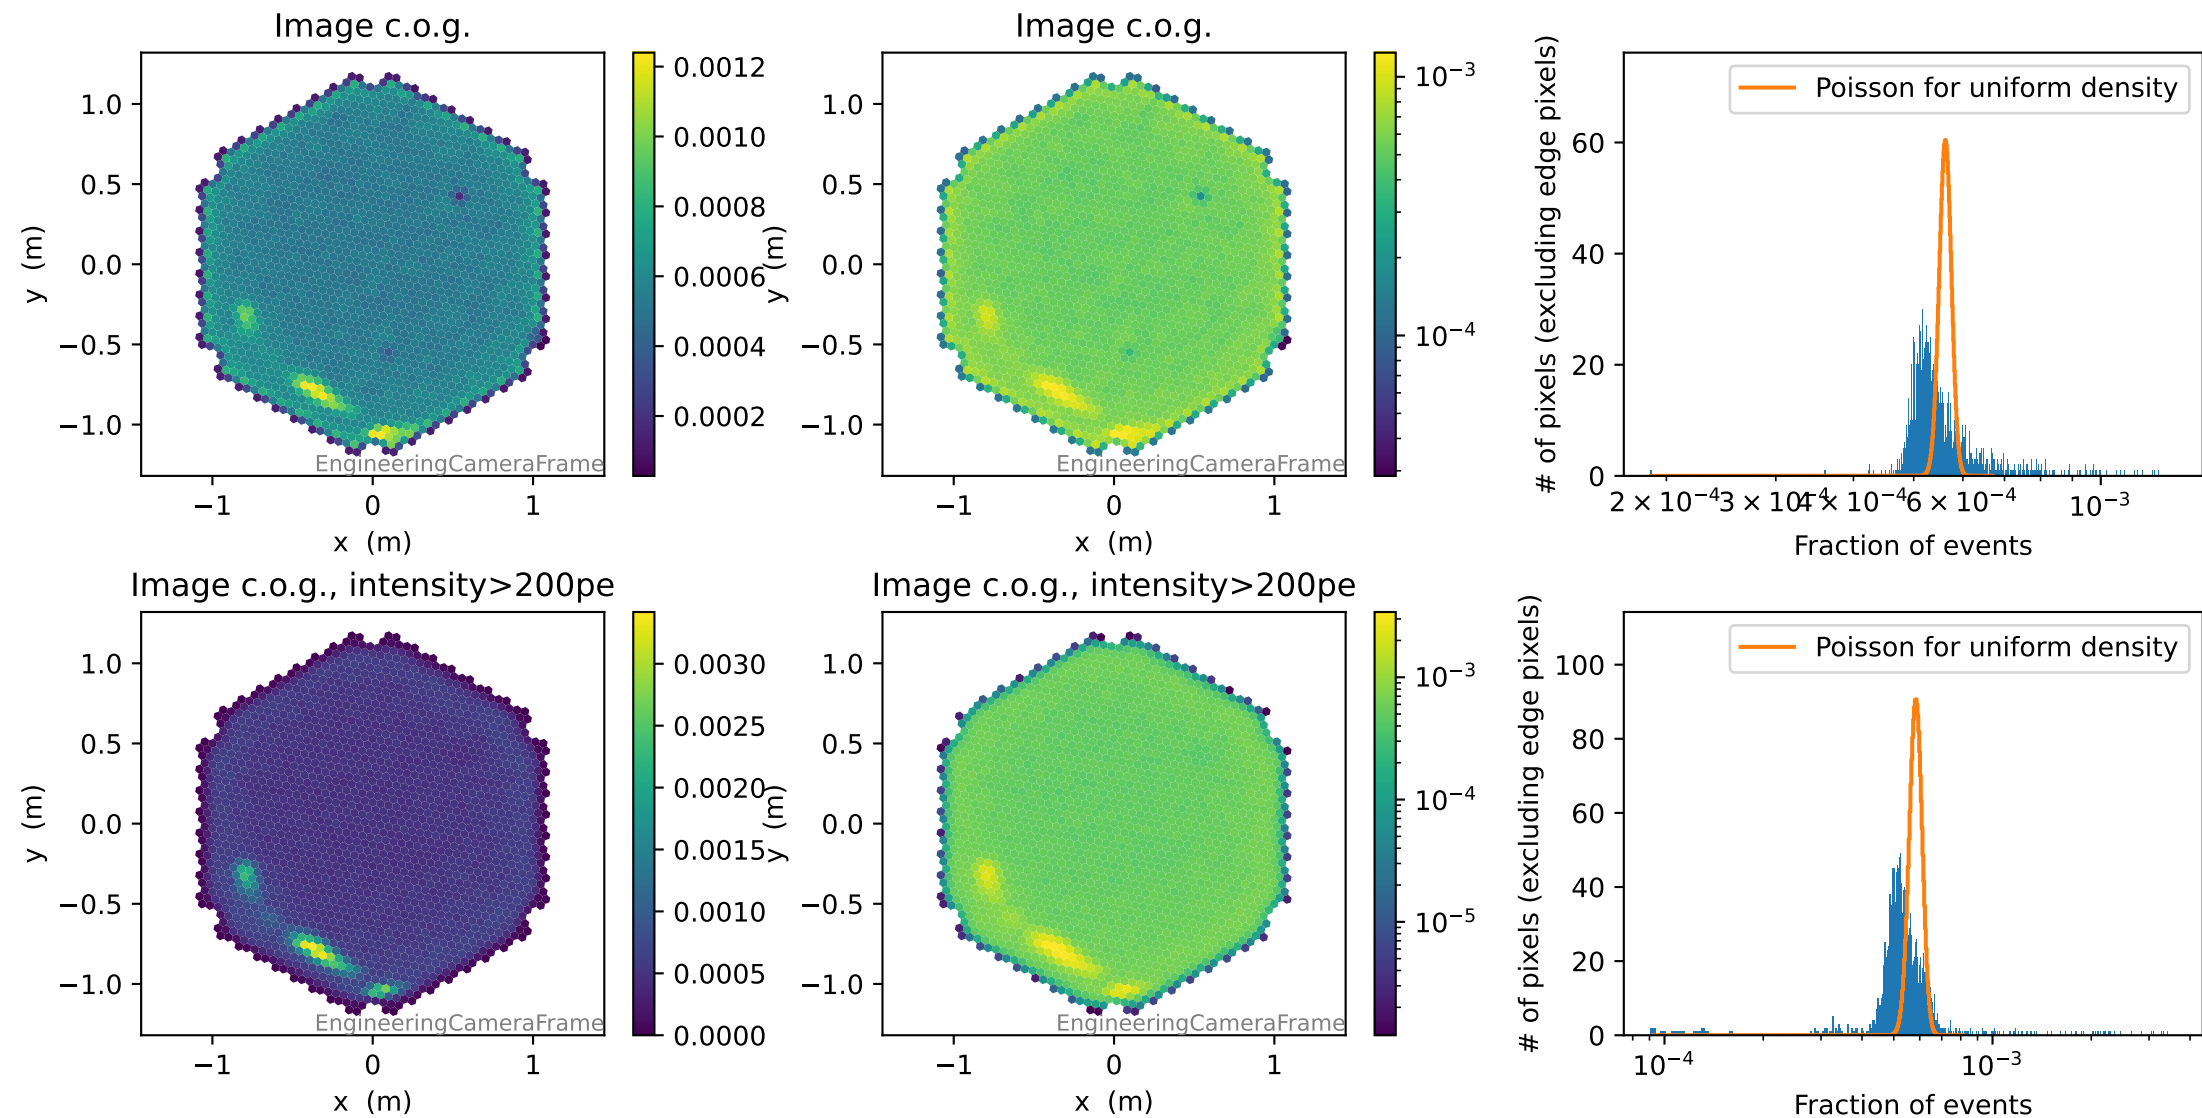 Image c.o.g.
1.0
0.5
0.0
−0.5
−1.0
y (m)
−1
0
1
x (m)
EngineeringCameraFrame
0.0012
0.0010
0.0008
0.0006
0.0004
0.0002
Image c.o.g.
1.0
0.5
0.0
−0.5
−1.0
y (m)
−1
0
1
x (m)
EngineeringCameraFrame
10⁻³
10⁻⁴
# of pixels (excluding edge pixels)
60
40
20
0
Poisson for uniform density
2 × 10⁻⁴
3 × 10⁻⁴
4 × 10⁻⁴
6 × 10⁻⁴
10⁻³
Fraction of events
Image c.o.g., intensity>200pe
1.0
0.5
0.0
−0.5
−1.0
y (m)
−1
0
1
x (m)
EngineeringCameraFrame
0.0030
0.0025
0.0020
0.0015
0.0010
0.0005
0.0000
Image c.o.g., intensity>200pe
1.0
0.5
0.0
−0.5
−1.0
y (m)
−1
0
1
x (m)
EngineeringCameraFrame
10⁻³
10⁻⁴
10⁻⁵
# of pixels (excluding edge pixels)
100
80
60
40
20
0
Poisson for uniform density
10⁻⁴
10⁻³
Fraction of events